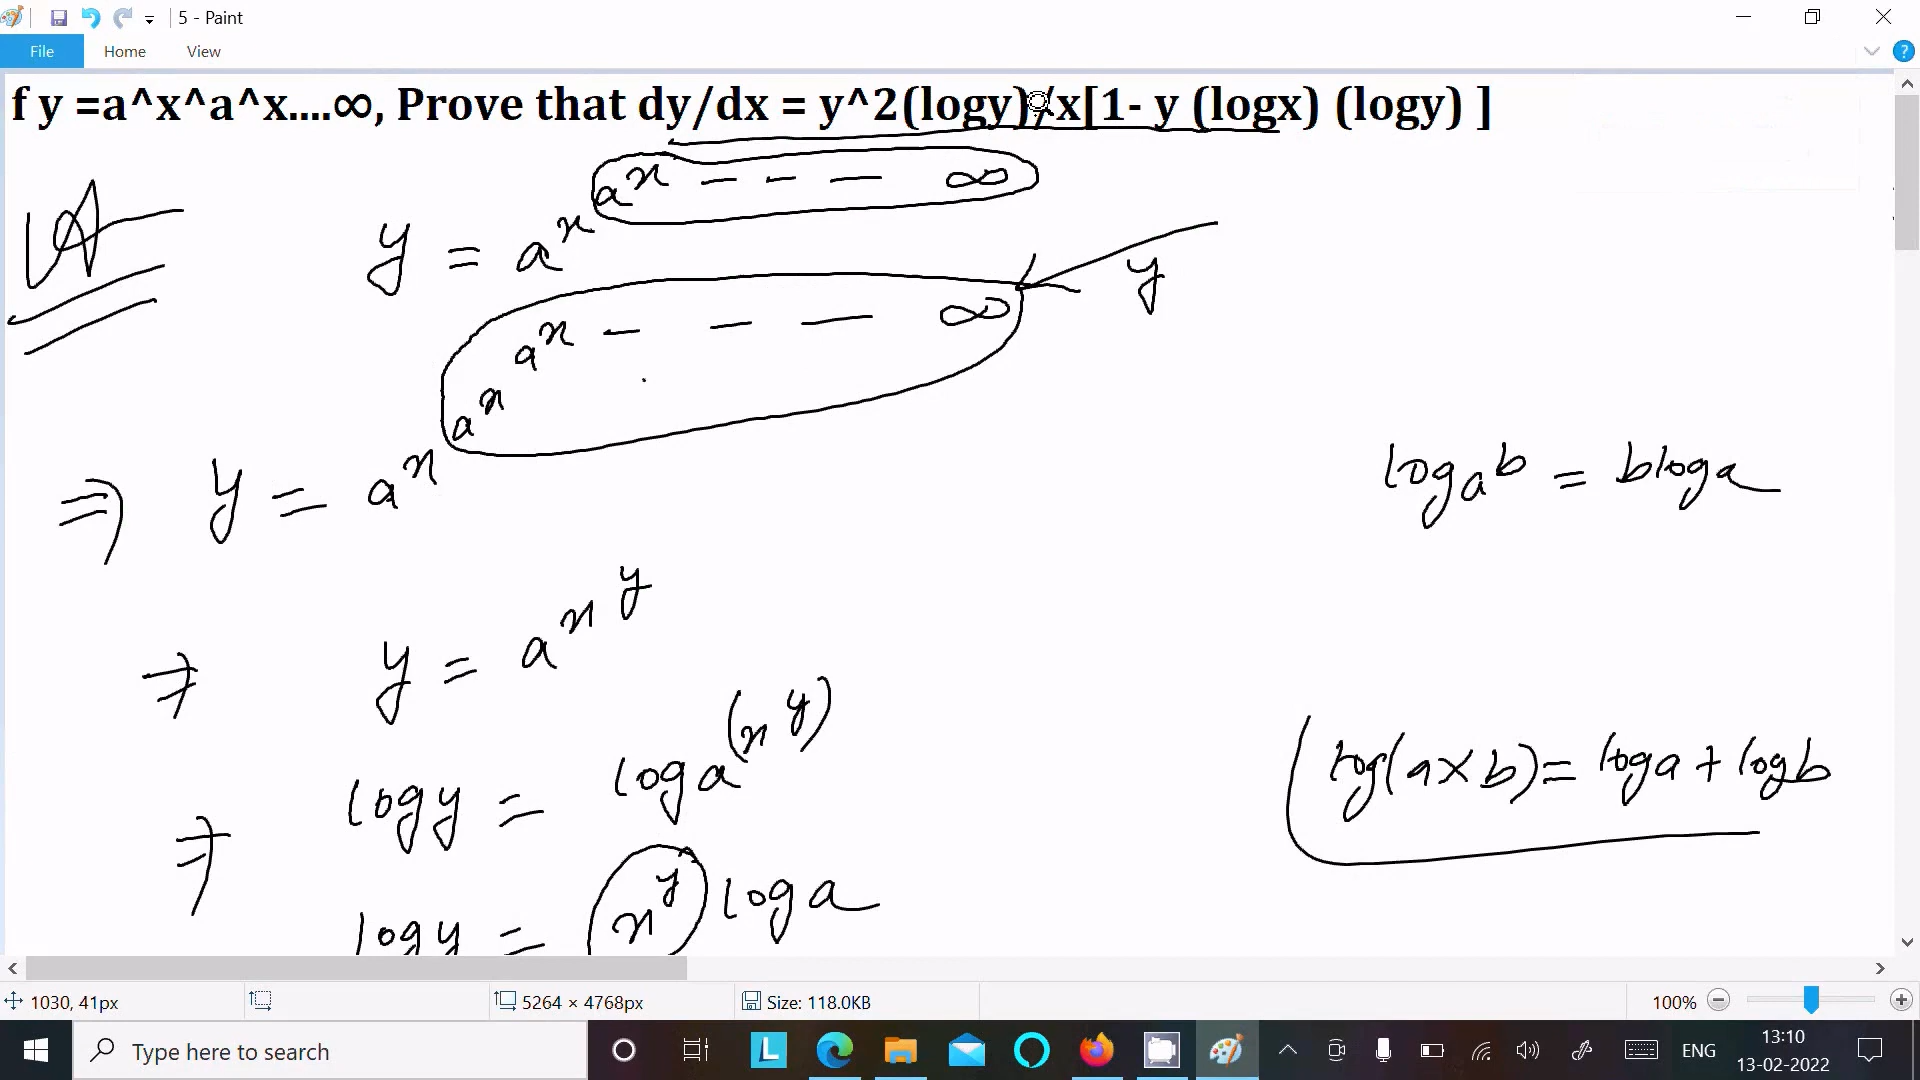 5 - Paint
File Home View
f y =a^x^a^x....∞, Prove that dy/dx = y^2(logy)/x[1- y (logx) (logy) ]
y = a^x^a^x - - - ∞
a^x^a^x - - - ∞ y
⇒ y = a^x
log a^b = b log a
⇒ y = a^x^y
log y = log a^(x^y)
log(a×b) = log a + log b
⇒ log y = x^y log a
1030, 41px 5264 × 4768px Size: 118.0KB 100%
Type here to search
L
ENG
13:10
13-02-2022